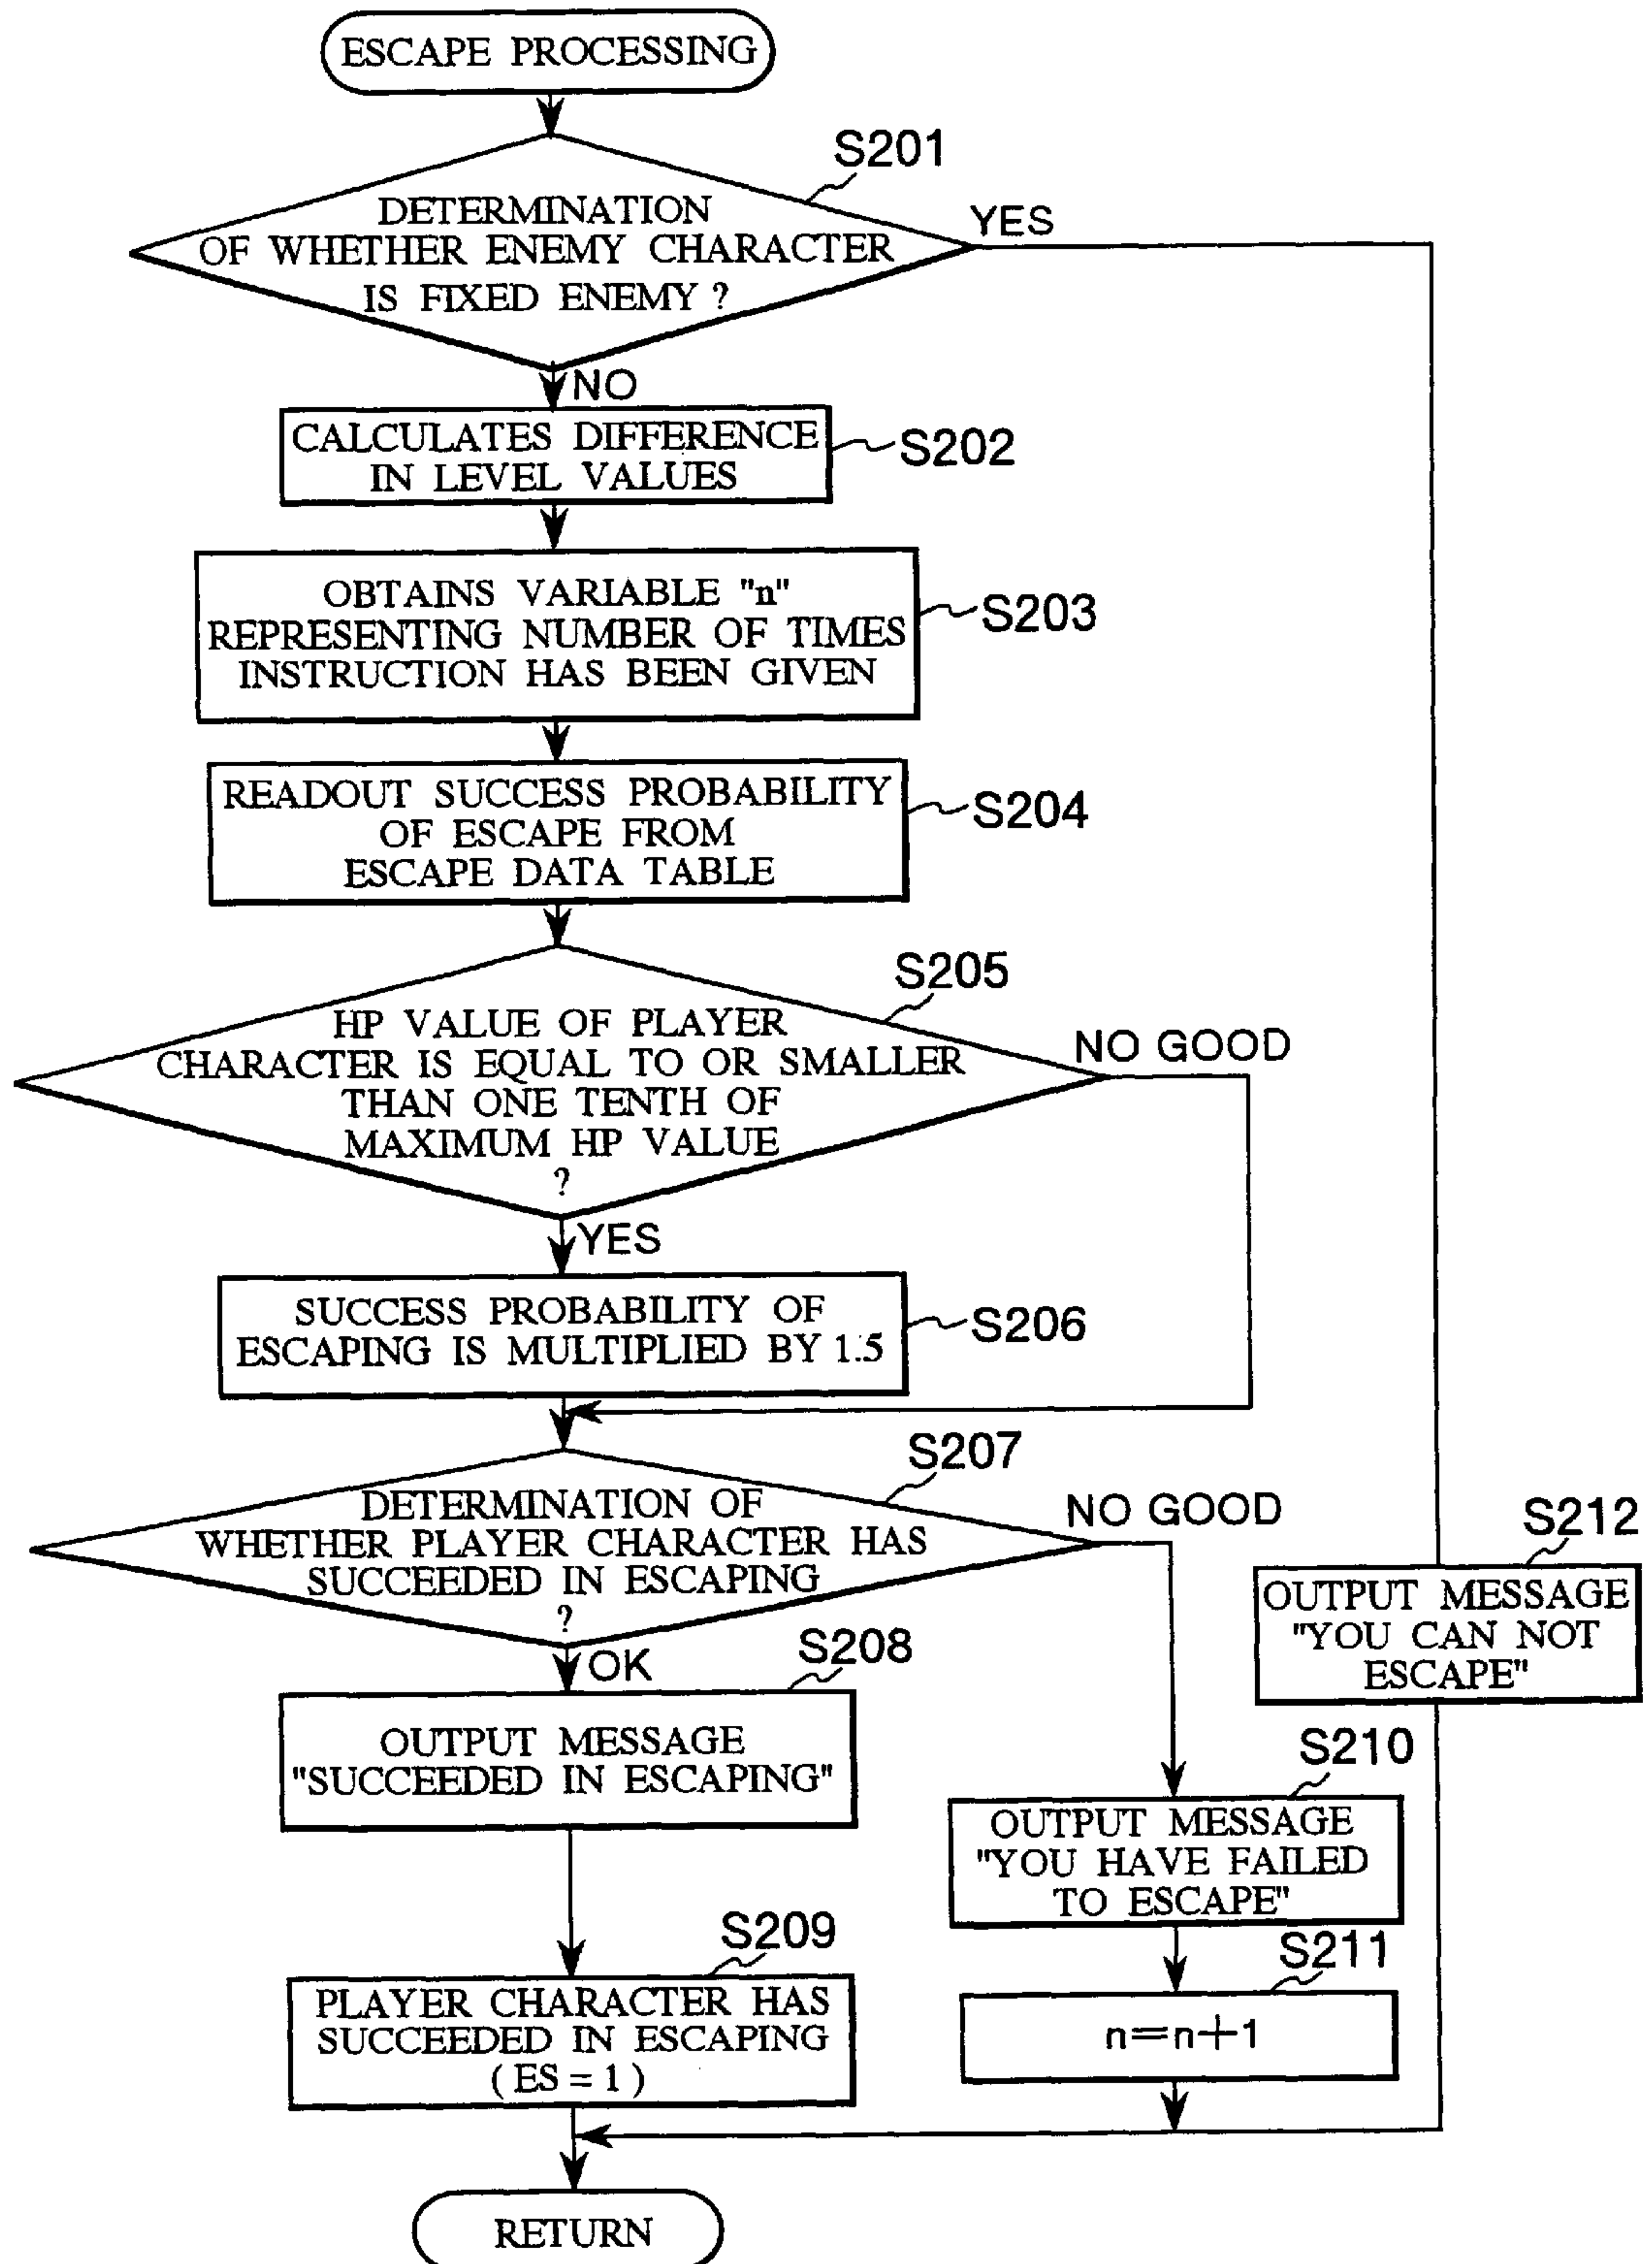 ESCAPE PROCESSING
S201
DETERMINATION
OF WHETHER ENEMY CHARACTER
IS FIXED ENEMY ?
YES
NO
CALCULATES DIFFERENCE
IN LEVEL VALUES
S202
OBTAINS VARIABLE "n"
REPRESENTING NUMBER OF TIMES
INSTRUCTION HAS BEEN GIVEN
S203
READOUT SUCCESS PROBABILITY
OF ESCAPE FROM
ESCAPE DATA TABLE
S204
S205
HP VALUE OF PLAYER
CHARACTER IS EQUAL TO OR SMALLER
THAN ONE TENTH OF
MAXIMUM HP VALUE
?
NO GOOD
YES
SUCCESS PROBABILITY OF
ESCAPING IS MULTIPLIED BY 1.5
S206
S207
DETERMINATION OF
WHETHER PLAYER CHARACTER HAS
SUCCEEDED IN ESCAPING
?
NO GOOD
OK
S212
OUTPUT MESSAGE
"YOU CAN NOT
ESCAPE"
S208
OUTPUT MESSAGE
"SUCCEEDED IN ESCAPING"
S210
OUTPUT MESSAGE
"YOU HAVE FAILED
TO ESCAPE"
S209
PLAYER CHARACTER HAS
SUCCEEDED IN ESCAPING
( ES = 1 )
S211
n=n+1
RETURN